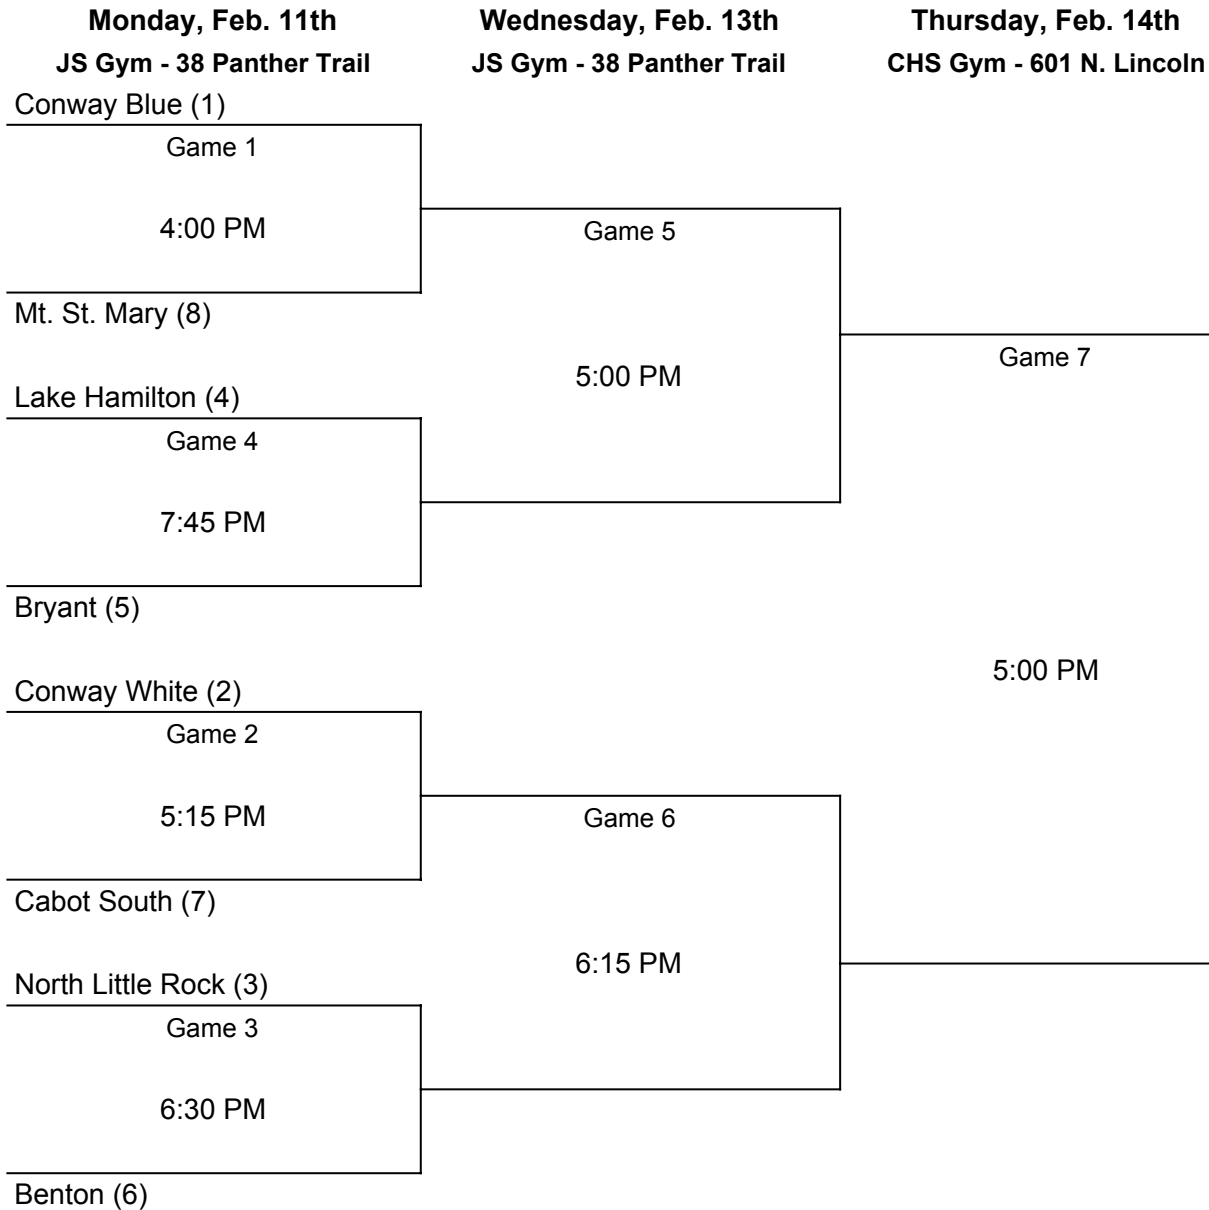 Monday, Feb. 11th
JS Gym - 38 Panther Trail
Wednesday, Feb. 13th
JS Gym - 38 Panther Trail
Thursday, Feb. 14th
CHS Gym - 601 N. Lincoln
Conway Blue (1)
Game 1
4:00 PM
Mt. St. Mary (8)
Lake Hamilton (4)
Game 4
7:45 PM
Bryant (5)
Conway White (2)
Game 2
5:15 PM
Cabot South (7)
North Little Rock (3)
Game 3
6:30 PM
Benton (6)
Game 5
5:00 PM
Game 6
6:15 PM
Game 7
5:00 PM